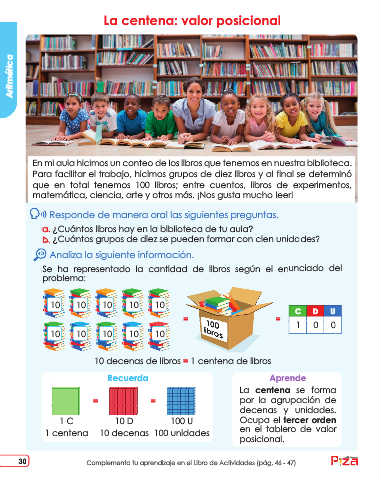 La centena: valor posicional
Aritmética
En mi aula hicimos un conteo de los libros que tenemos en nuestra biblioteca.
Para facilitar el trabajo, hicimos grupos de diez libros y al final se determinó
que en total tenemos 100 libros; entre cuentos, libros de experimentos,
matemática, ciencia, arte y otros más. ¡Nos gusta mucho leer!
Responde de manera oral las siguientes preguntas.
a. ¿Cuántos libros hay en la biblioteca de tu aula?
b. ¿Cuántos grupos de diez se pueden formar con cien unidades?
Analiza la siguiente información.
Se ha representado la cantidad de libros según el enunciado del
problema:
10 10 10 10 10
10 10 10 10 10
=
100
libros
=
C D U
1 0 0
10 decenas de libros = 1 centena de libros
Recuerda
= =
1 C 10 D 100 U
1 centena 10 decenas 100 unidades
Aprende
La centena se forma
por la agrupación de
decenas y unidades.
Ocupa el tercer orden
en el tablero de valor
posicional.
30
Complementa tu aprendizaje en el Libro de Actividades (pág. 46 - 47)